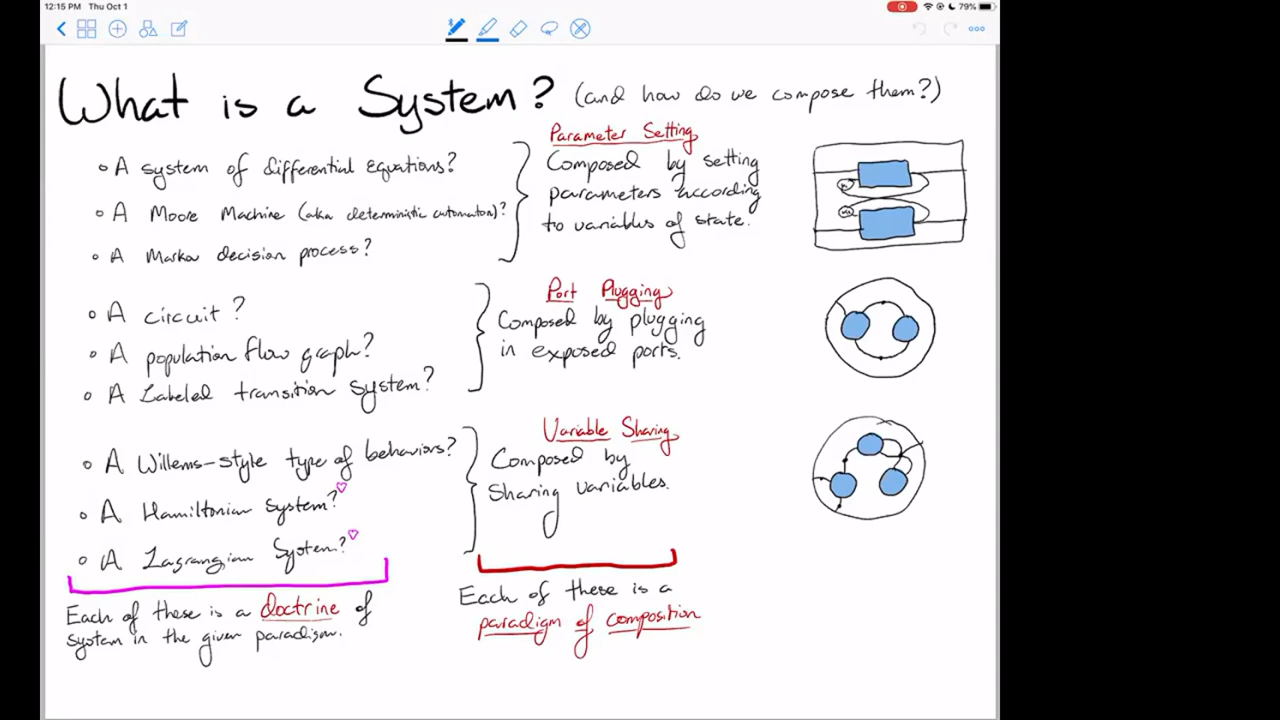 12:15 PM Thu Oct 1
79%
What is a System? (and how do we compose them?)
◦ A system of differential Equations?
◦ A Moore Machine (aka deterministic automaton)?
◦ A Markov decision process?
Parameter Setting
Composed by setting
parameters according
to variables of state.
◦ A circuit?
◦ A population flow graph?
◦ A Labeled transition system?
Port Plugging
Composed by plugging
in exposed ports.
◦ A Willems-style type of behaviors?
◦ A Hamiltonian System?
◦ A Lagrangian System?
Variable Sharing
Composed by
Sharing variables.
Each of these is a doctrine of
system in the given paradigm.
Each of these is a
paradigm of composition